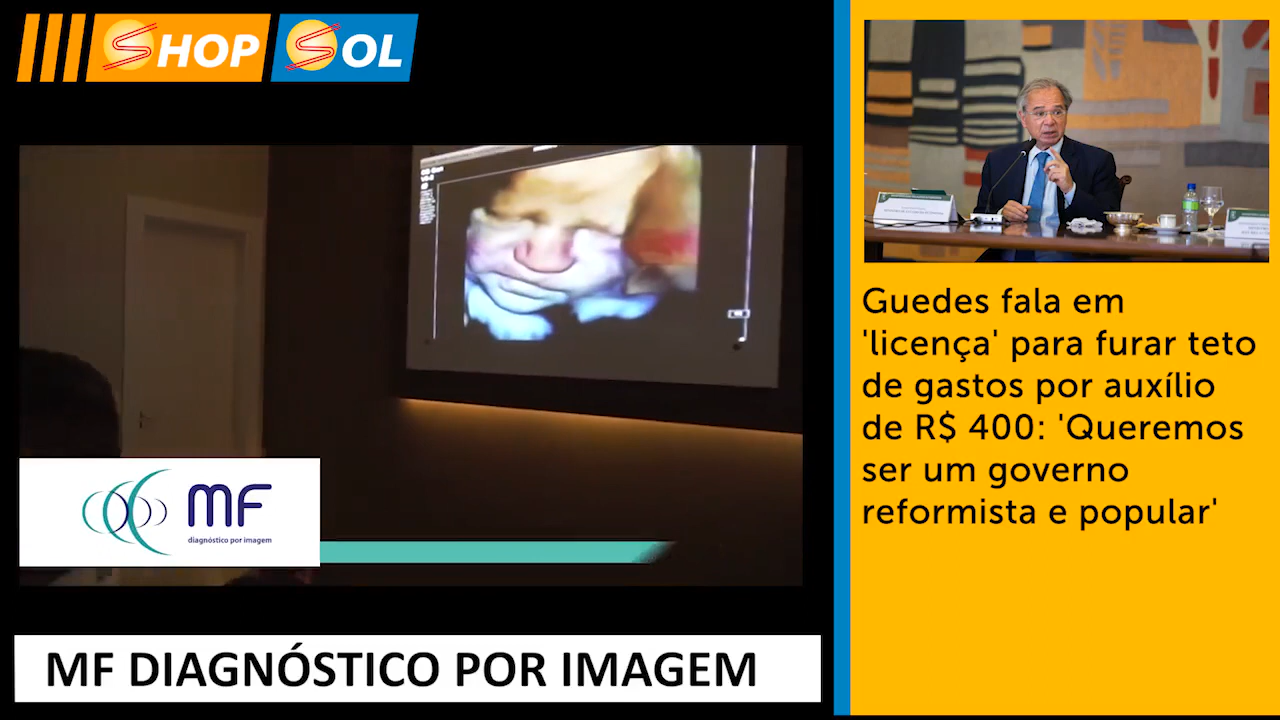 SHOP SOL
MF
diagnóstico por imagem
MF DIAGNÓSTICO POR IMAGEM
Guedes fala em
'licença' para furar teto
de gastos por auxílio
de R$ 400: 'Queremos
ser um governo
reformista e popular'